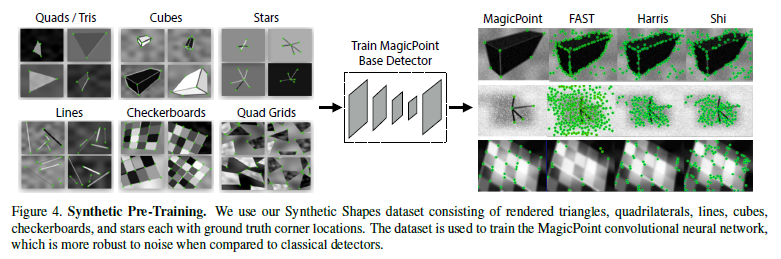 Quads / Tris
Cubes
Stars
Lines
Checkerboards
Quad Grids
Train MagicPoint
Base Detector
MagicPoint
FAST
Harris
Shi
Figure 4. Synthetic Pre-Training. We use our Synthetic Shapes dataset consisting of rendered triangles, quadrilaterals, lines, cubes,
checkerboards, and stars each with ground truth corner locations. The dataset is used to train the MagicPoint convolutional neural network,
which is more robust to noise when compared to classical detectors.